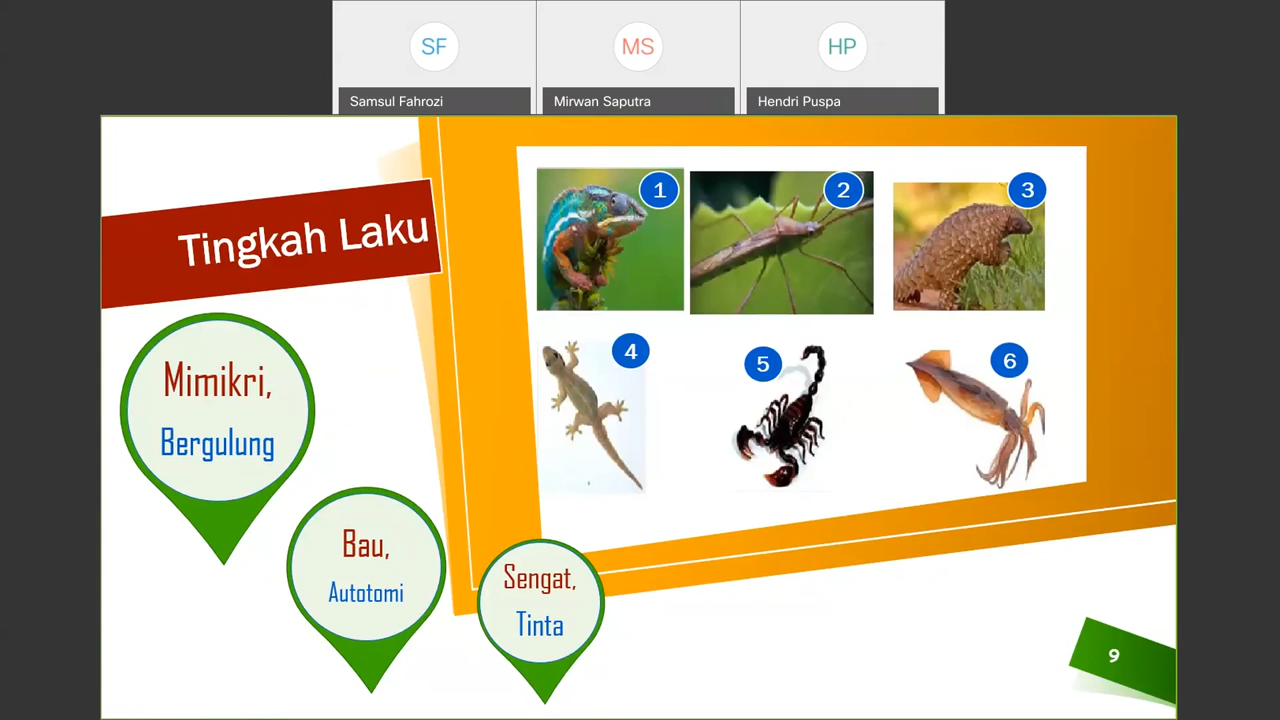 SF
MS
HP
Samsul Fahrozi
Mirwan Saputra
Hendri Puspa
Tingkah Laku
1
2
3
4
5
6
Mimikri,
Bergulung
Bau,
Autotomi
Sengat,
Tinta
9